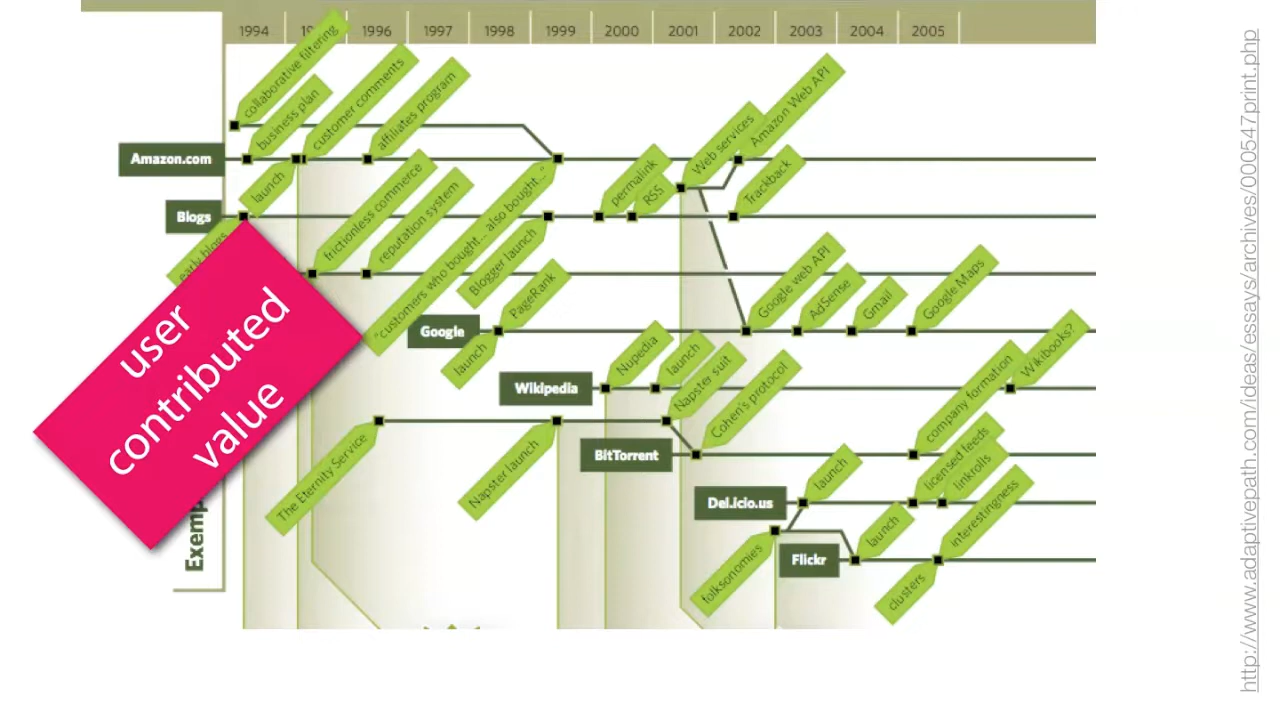 1994 19 1996 1997 1998 1999 2000 2001 2002 2003 2004 2005
collaborative filtering
business plan
customer comments
affiliates program
Amazon.com
launch
Web services
Amazon Web API
permalink
RSS
Trackback
Blogs
early blogs
frictionless commerce
reputation system
"customers who bought... also bought..."
Blogger launch
Google
launch
PageRank
Google web API
AdSense
Gmail
Google Maps
Wikipedia
Nupedia
launch
Napster suit
Cohen's protocol
company formation
Wikibooks?
The Eternity Service
Napster launch
BitTorrent
licensed feeds
linkrolls
Del.icio.us
launch
folksonomies
Flickr
launch
interestingness
clusters
Exemp
user
contributed
value
http://www.adaptivepath.com/ideas/essays/archives/000547print.php